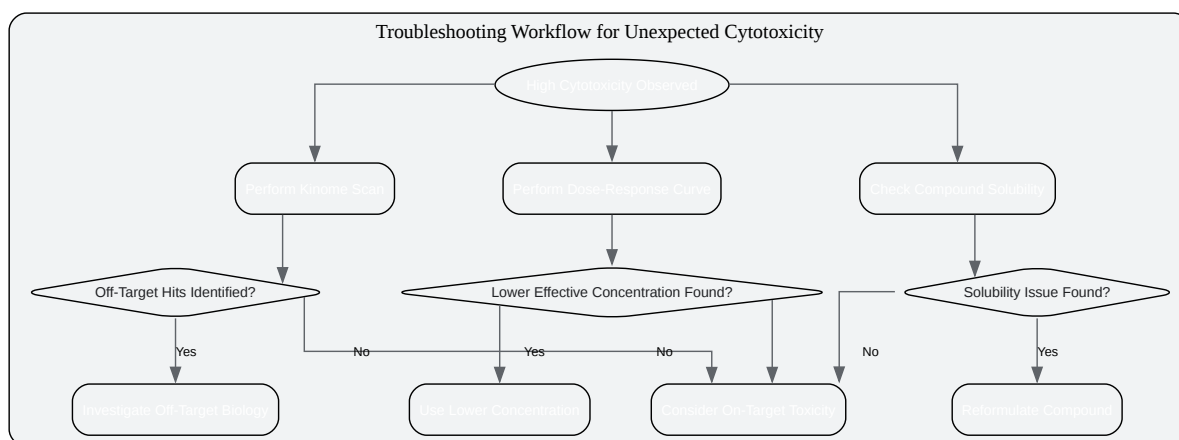 Troubleshooting Workflow for Unexpected Cytotoxicity
High Cytotoxicity Observed
Perform Kinome Scan
Perform Dose-Response Curve
Check Compound Solubility
Off-Target Hits Identified?
Lower Effective Concentration Found?
Solubility Issue Found?
Yes
No
Yes
No
No
Yes
Investigate Off-Target Biology
Use Lower Concentration
Consider On-Target Toxicity
Reformulate Compound